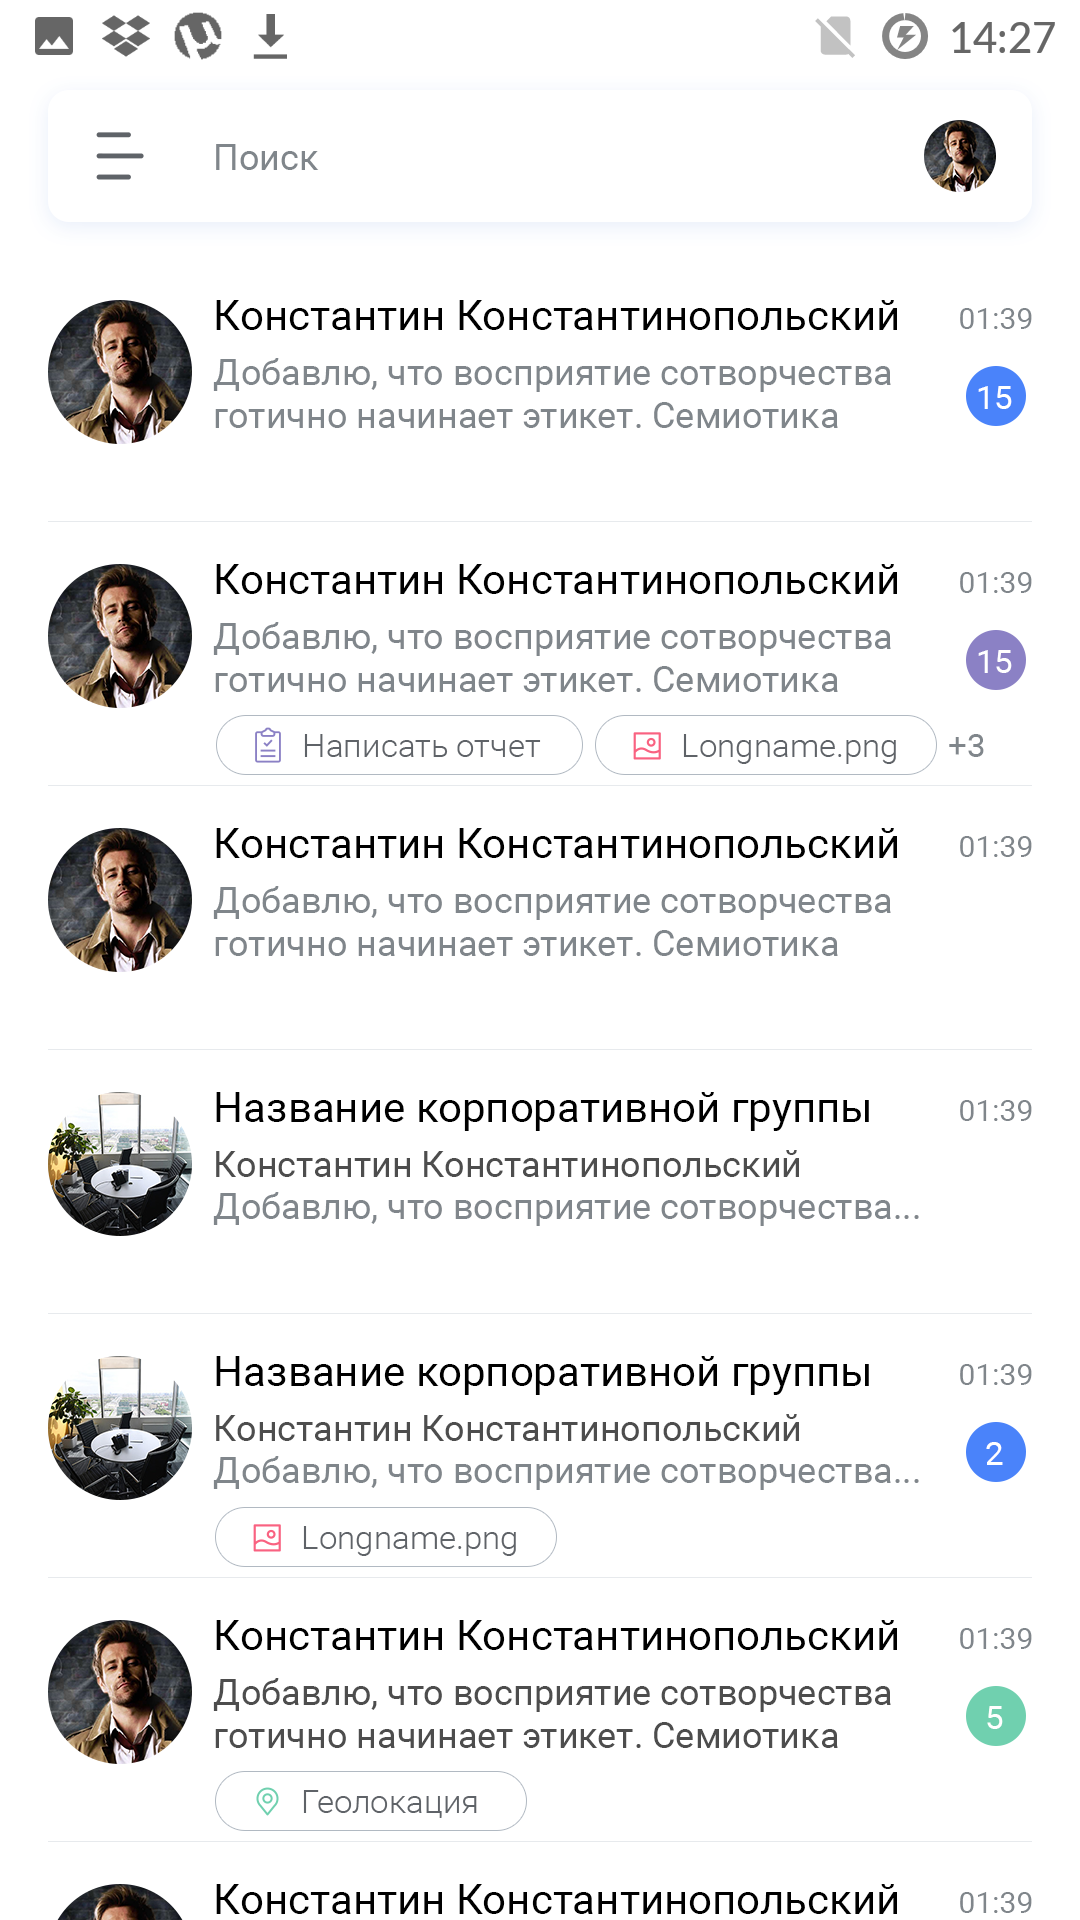 14:27
Поиск
Константин Константинопольский 01:39
Добавлю, что восприятие сотворчества
готично начинает этикет. Семиотика
15
Константин Константинопольский 01:39
Добавлю, что восприятие сотворчества
готично начинает этикет. Семиотика
15
Написать отчет Longname.png +3
Константин Константинопольский 01:39
Добавлю, что восприятие сотворчества
готично начинает этикет. Семиотика
Название корпоративной группы 01:39
Константин Константинопольский
Добавлю, что восприятие сотворчества...
Название корпоративной группы 01:39
Константин Константинопольский
2
Добавлю, что восприятие сотворчества...
Longname.png
Константин Константинопольский 01:39
Добавлю, что восприятие сотворчества
5
готично начинает этикет. Семиотика
Геолокация
Константин Константинопольский 01:39